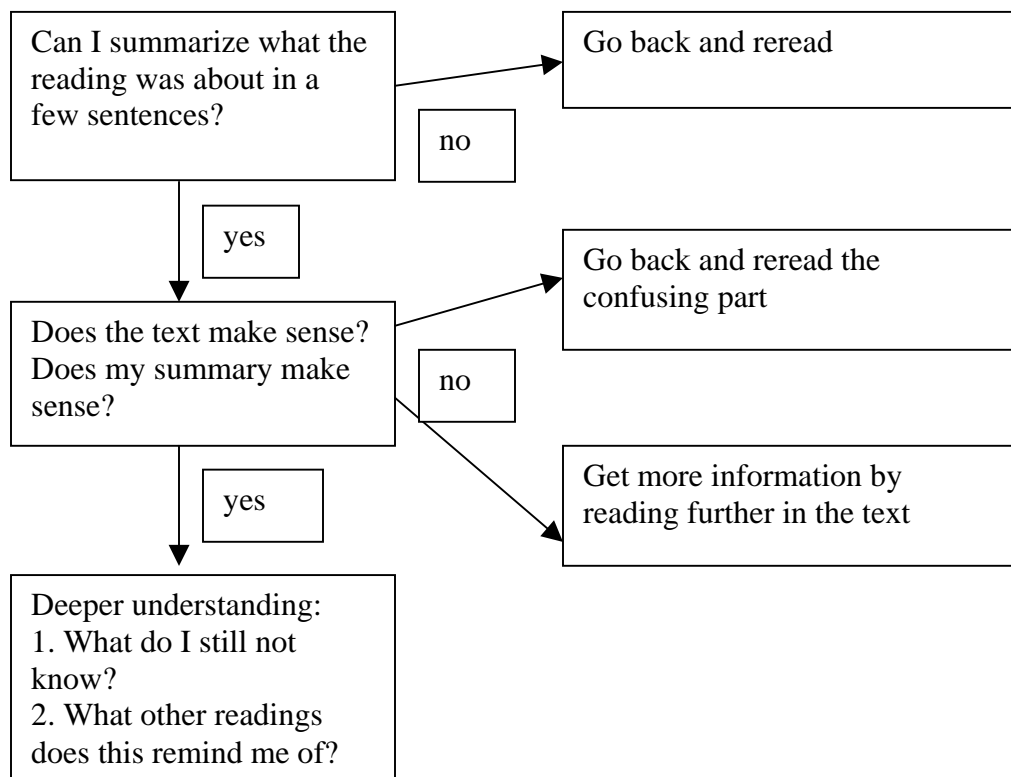 Can I summarize what the
reading was about in a
few sentences?
Go back and reread
no
yes
Go back and reread the
confusing part
Does the text make sense?
Does my summary make
sense?
no
Get more information by
reading further in the text
yes
Deeper understanding:
1. What do I still not
know?
2. What other readings
does this remind me of?